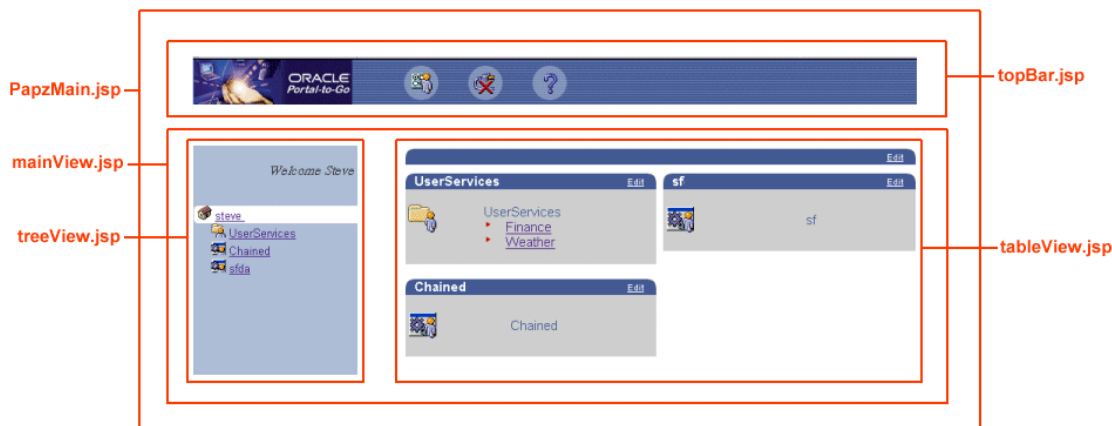 PapzMain.jsp
topBar.jsp
ORACLE
Portal-to-Go
?
mainView.jsp
treeView.jsp
Welcome Steve
steve
UserServices
Chained
sfda
tableView.jsp
Edit
UserServices Edit
UserServices
Finance
Weather
sf Edit
sf
Chained Edit
Chained